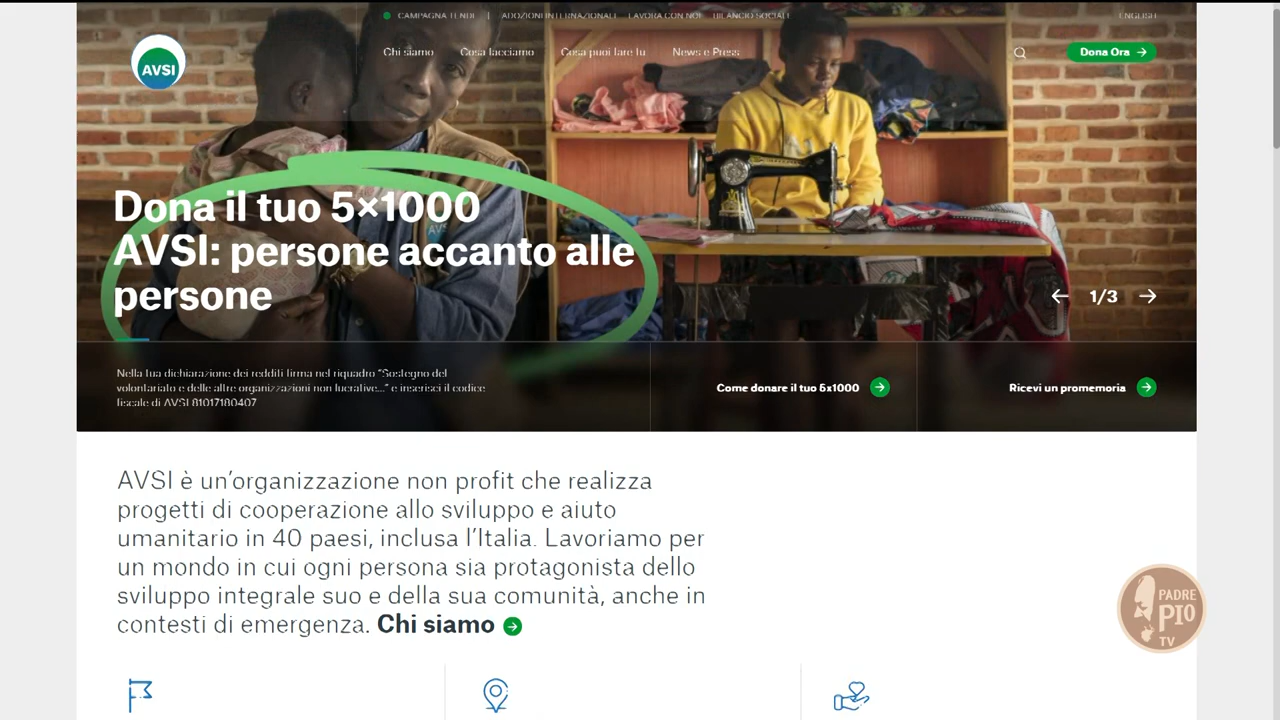 CAMPAGNA TENDE | ADOZIONI INTERNAZIONALI LAVORA CON NOI BILANCIO SOCIALE ENGLISH
AVSI
Chi siamo Cosa facciamo Cosa puoi fare tu News e Press Dona Ora
Dona il tuo 5×1000
AVSI: persone accanto alle
persone
1/3
Nella tua dichiarazione dei redditi firma nel riquadro “Sostegno del
volontariato e delle altre organizzazioni non lucrative...” e inserisci il codice
fiscale di AVSI 81017180407
Come donare il tuo 5x1000 Ricevi un promemoria
AVSI è un’organizzazione non profit che realizza
progetti di cooperazione allo sviluppo e aiuto
umanitario in 40 paesi, inclusa l’Italia. Lavoriamo per
un mondo in cui ogni persona sia protagonista dello
sviluppo integrale suo e della sua comunità, anche in
contesti di emergenza. Chi siamo
PADRE
PIO
TV